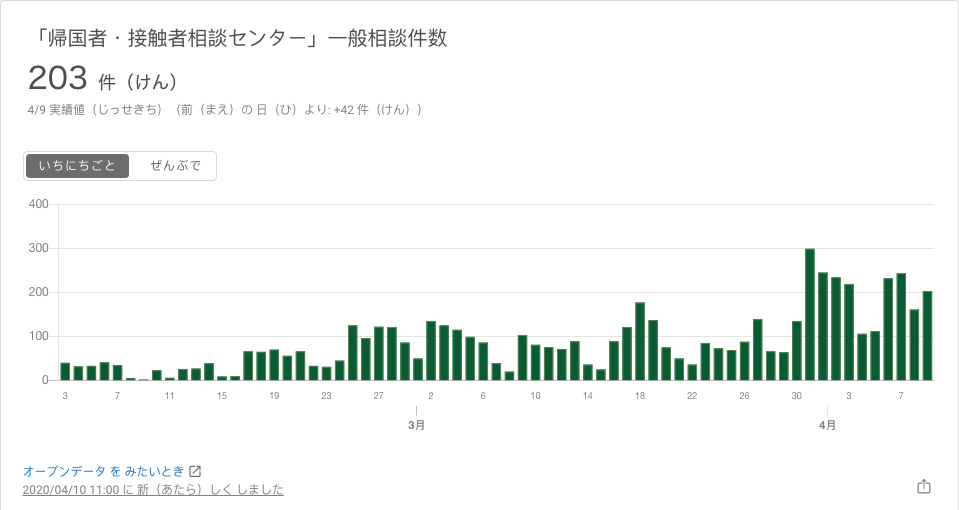 「帰国者・接触者相談センター」一般相談件数
203 件（けん）
4/9 実績値（じっせきち）（前（まえ）の 日（ひ）より: +42 件（けん））
いちにちごと ぜんぶで
400
300
200
100
0
3 7 11 15 19 23 27 2 6 10 14 18 22 26 30 3 7
3月 4月
オープンデータ を みたいとき
2020/04/10 11:00 に 新（あたら）しく しました